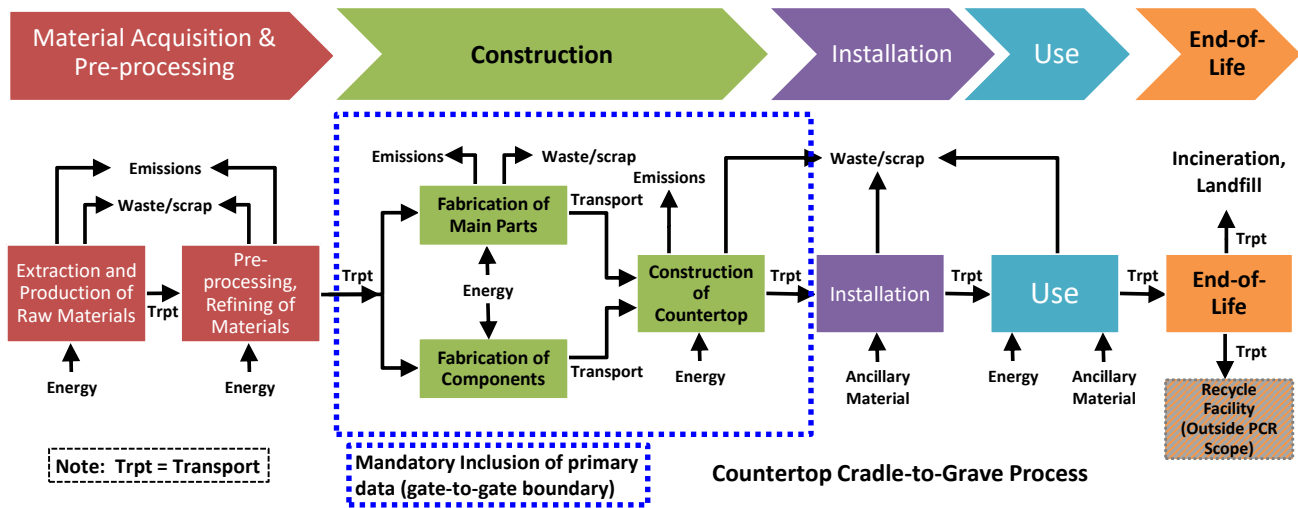 Material Acquisition &
Pre-processing
Construction
Installation
Use
End-of-
Life
Emissions
Waste/scrap
Extraction and
Production of
Raw Materials
Trpt
Pre-
processing,
Refining of
Materials
Energy
Energy
Trpt
Emissions
Waste/scrap
Fabrication of
Main Parts
Transport
Energy
Fabrication of
Components
Transport
Emissions
Construction
of
Countertop
Energy
Trpt
Waste/scrap
Installation
Ancillary
Material
Trpt
Use
Energy
Ancillary
Material
Trpt
Incineration,
Landfill
Trpt
End-of-
Life
Trpt
Recycle
Facility
(Outside PCR
Scope)
Note: Trpt = Transport
Mandatory Inclusion of primary
data (gate-to-gate boundary)
Countertop Cradle-to-Grave Process